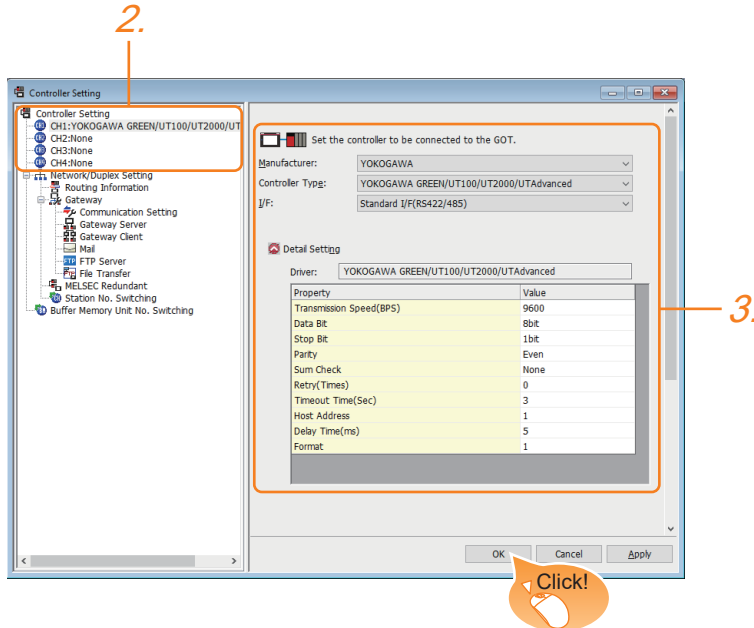 2.
Controller Setting
Controller Setting
CH1:YOKOGAWA GREEN/UT100/UT2000/UT
CH2:None
CH3:None
CH4:None
Network/Duplex Setting
Routing Information
Gateway
Communication Setting
Gateway Server
Gateway Client
Mail
FTP Server
File Transfer
MELSEC Redundant
Station No. Switching
Buffer Memory Unit No. Switching
Set the controller to be connected to the GOT.
Manufacturer: YOKOGAWA
Controller Type: YOKOGAWA GREEN/UT100/UT2000/UTAdvanced
I/F: Standard I/F(RS422/485)
Detail Setting
Driver: YOKOGAWA GREEN/UT100/UT2000/UTAdvanced
Property Value
Transmission Speed(BPS) 9600
Data Bit 8bit
Stop Bit 1bit
Parity Even
Sum Check None
Retry(Times) 0
Timeout Time(Sec) 3
Host Address 1
Delay Time(ms) 5
Format 1
3.
OK Cancel Apply
Click!